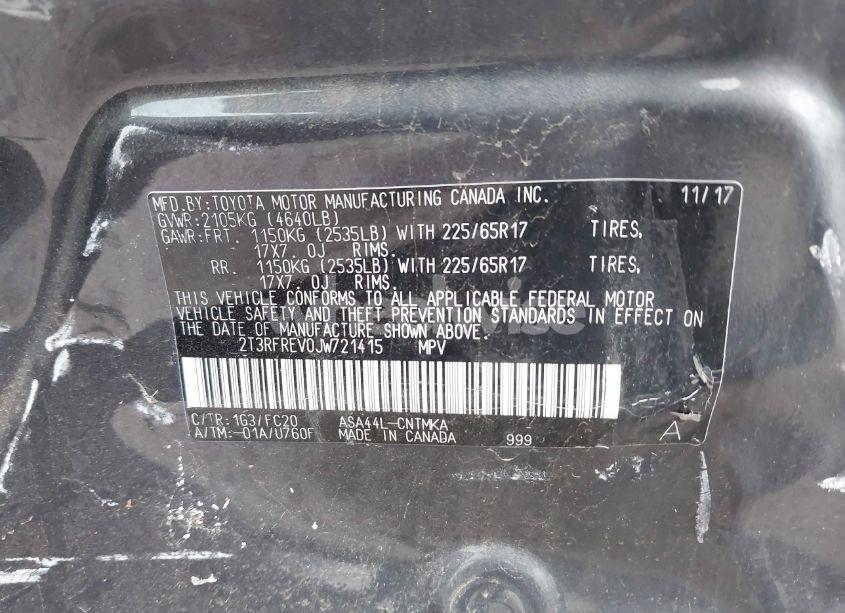 MFD.BY:TOYOTA MOTOR MANUFACTURING CANADA INC. 11/17
GVWR:2105KG (4640LB)
GAWR:FRT. 1150KG (2535LB) WITH 225/65R17 TIRES,
17X7.0J RIMS.
RR. 1150KG (2535LB) WITH 225/65R17 TIRES,
17X7.0J RIMS.
THIS VEHICLE CONFORMS TO ALL APPLICABLE FEDERAL MOTOR
VEHICLE SAFETY AND THEFT PREVENTION STANDARDS IN EFFECT ON
THE DATE OF MANUFACTURE SHOWN ABOVE.
2T3RFREV0JW721415 MPV
C/TR:1G3/FC20 ASA44L-CNTMKA
A/TM:-01A/U760F MADE IN CANADA 999 A